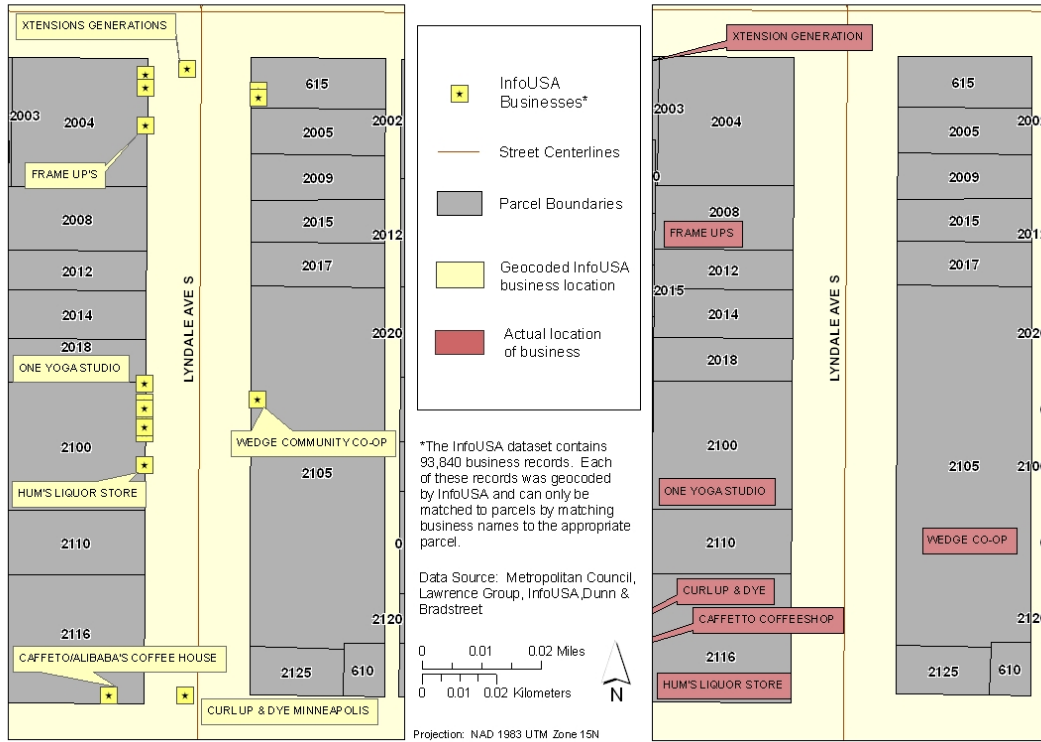 XTENSIONS GENERATIONS
615
2003
2004
2002
2005
FRAME UP'S
2009
2008
2015
2012
2012
2017
2014
2020
2018
ONE YOGA STUDIO
LYNDALE AVE S
WEDGE COMMUNITY CO-OP
2100
2105
HUM'S LIQUOR STORE
2110
0
2120
2116
CAFFETO/ALIBABA'S COFFEE HOUSE
2125
610
CURL UP & DYE MINNEAPOLIS
InfoUSA
Businesses*
Street Centerlines
Parcel Boundaries
Geocoded InfoUSA
business location
Actual location
of business
*The InfoUSA dataset contains
93,840 business records. Each
of these records was geocoded
by InfoUSA and can only be
matched to parcels by matching
business names to the appropriate
parcel.
Data Source: Metropolitan Council,
Lawrence Group, InfoUSA,Dunn &
Bradstreet
0 0.01 0.02 Miles
0 0.01 0.02 Kilometers
N
Projection: NAD 1983 UTM Zone 15N
XTENSION GENERATION
615
2003
2004
2005
2009
0
2008
2015
FRAME UPS
2012
2017
2015
2014
2018
LYNDALE AVE S
2100
2105
2100
ONE YOGA STUDIO
2110
WEDGE CO-OP
0
CURL UP & DYE
CAFFETTO COFFEESHOP
2116
2125
610
HUM'S LIQUOR STORE